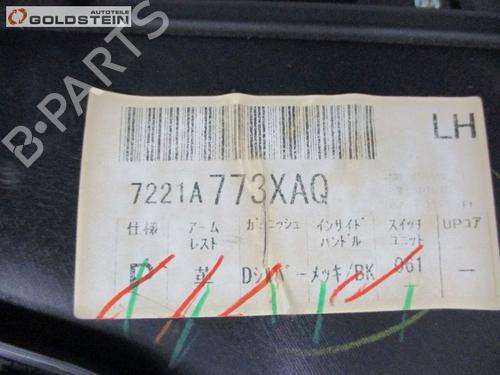 AUTOTEILE
GOLDSTEIN
B-PARTS
LH
7221A773XAQ
仕様 アームレスト ガーニッシュ インサイドハンドル スイッチユニット UPコア
P 革 Dシルバー メッキ/BK 061 —